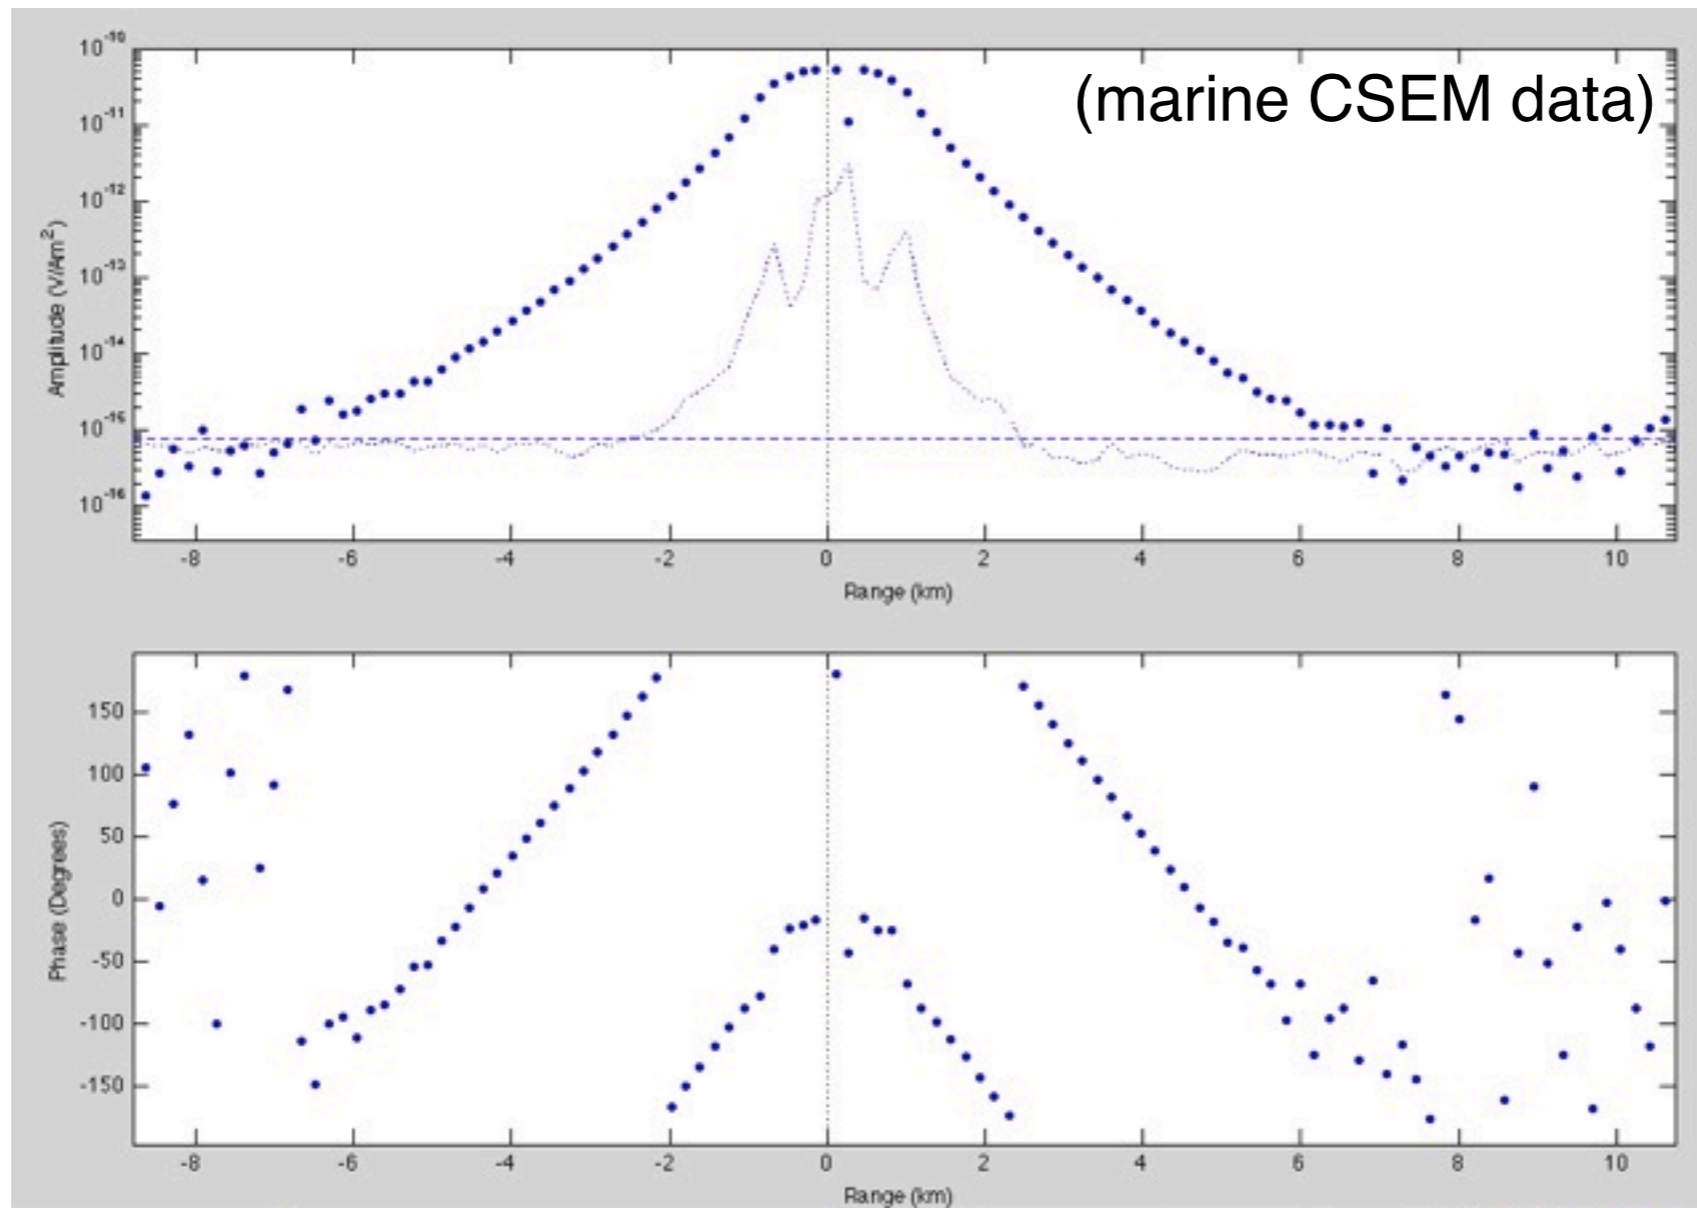 (marine CSEM data)
10^-10
10^-11
10^-12
10^-13
10^-14
10^-15
10^-16
Amplitude (V/Am^2)
-8 -6 -4 -2 0 2 4 6 8 10
Range (km)
150
100
50
0
-50
-100
-150
Phase (Degrees)
-8 -6 -4 -2 0 2 4 6 8 10
Range (km)